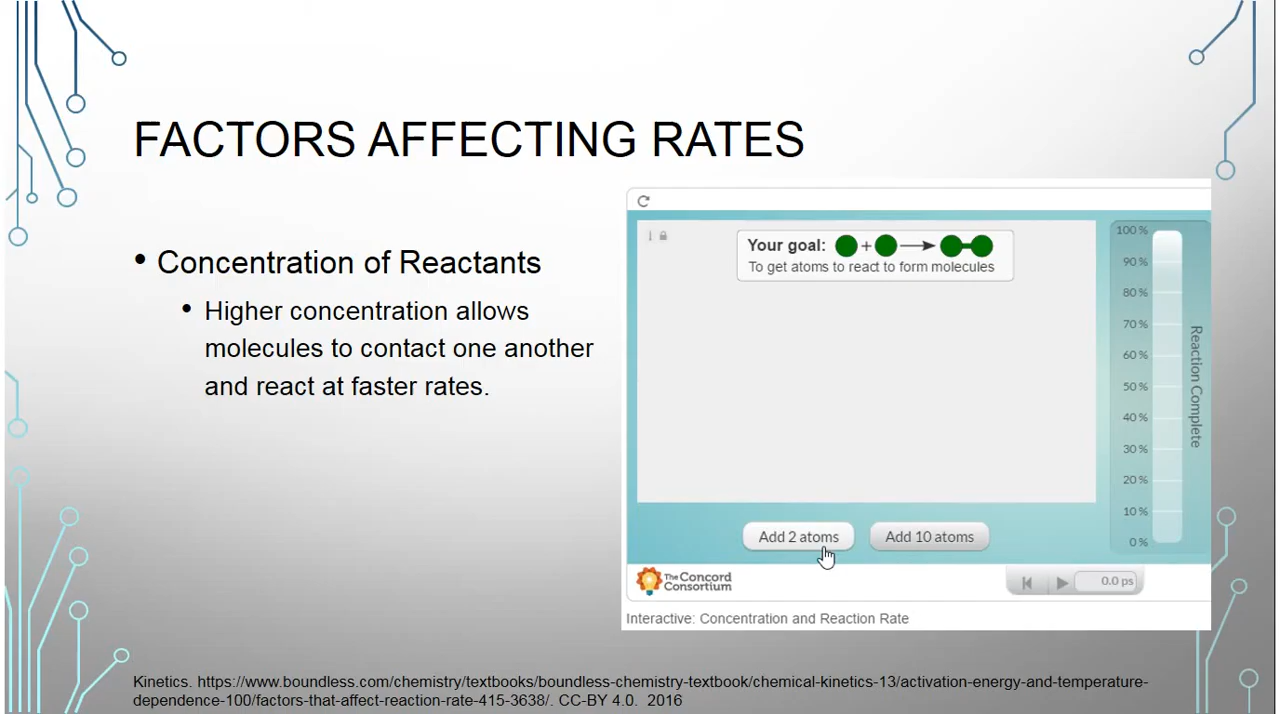 FACTORS AFFECTING RATES
• Concentration of Reactants
• Higher concentration allows
molecules to contact one another
and react at faster rates.
Your goal: + →
To get atoms to react to form molecules
100 %
90 %
80 %
70 %
60 %
50 %
40 %
30 %
20 %
10 %
0 %
Reaction Complete
Add 2 atoms
Add 10 atoms
The Concord
Consortium
0.0 ps
Interactive: Concentration and Reaction Rate
Kinetics. https://www.boundless.com/chemistry/textbooks/boundless-chemistry-textbook/chemical-kinetics-13/activation-energy-and-temperature-
dependence-100/factors-that-affect-reaction-rate-415-3638/. CC-BY 4.0. 2016